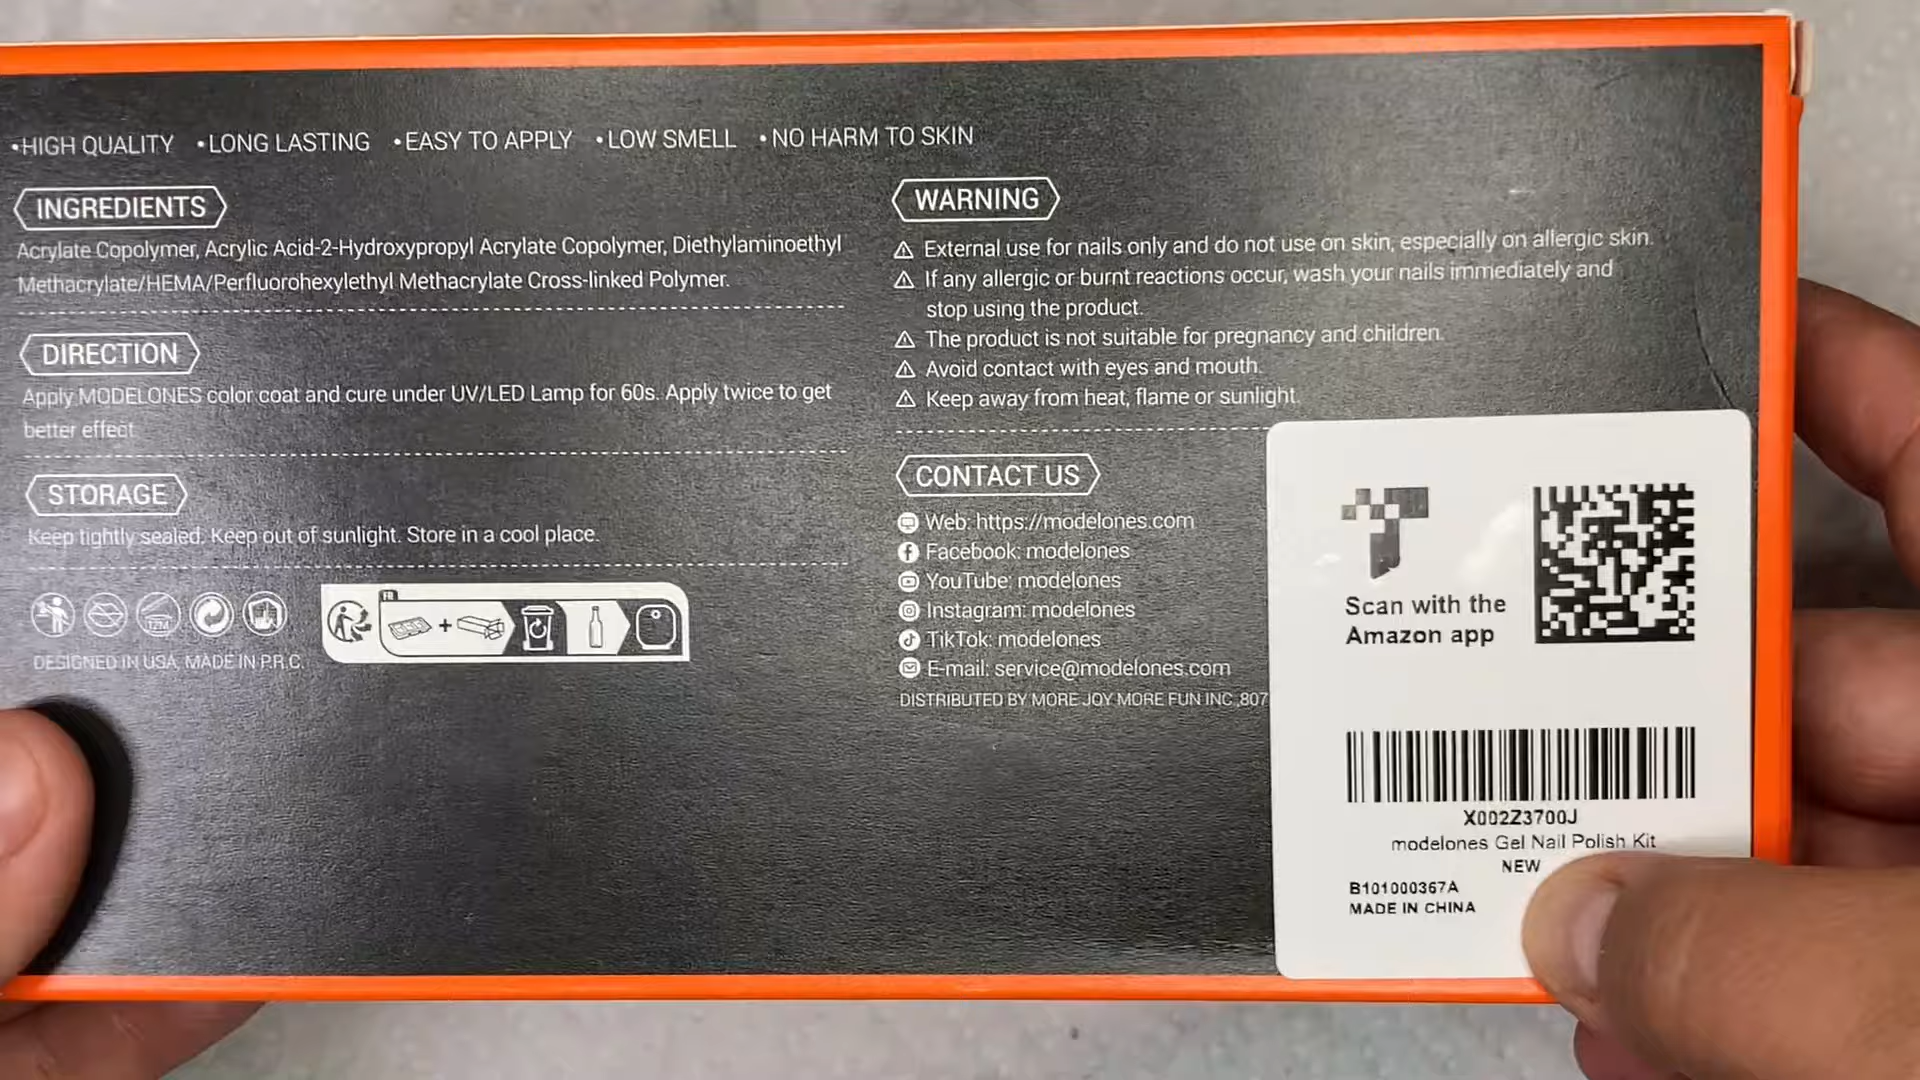 •HIGH QUALITY •LONG LASTING •EASY TO APPLY •LOW SMELL •NO HARM TO SKIN
INGREDIENTS
Acrylate Copolymer, Acrylic Acid-2-Hydroxypropyl Acrylate Copolymer, Diethylaminoethyl
Methacrylate/HEMA/Perfluorohexylethyl Methacrylate Cross-linked Polymer.
DIRECTION
Apply MODELONES color coat and cure under UV/LED Lamp for 60s. Apply twice to get
better effect
STORAGE
Keep tightly sealed. Keep out of sunlight. Store in a cool place.
12M
FR
+
DESIGNED IN USA, MADE IN P.R.C.
WARNING
External use for nails only and do not use on skin, especially on allergic skin.
If any allergic or burnt reactions occur, wash your nails immediately and
stop using the product.
The product is not suitable for pregnancy and children.
Avoid contact with eyes and mouth.
Keep away from heat, flame or sunlight.
CONTACT US
Web: https://modelones.com
Facebook: modelones
YouTube: modelones
Instagram: modelones
TikTok: modelones
E-mail: service@modelones.com
DISTRIBUTED BY MORE JOY MORE FUN INC ,807
Scan with the
Amazon app
X002Z3700J
modelones Gel Nail Polish Kit
NEW
B101000367A
MADE IN CHINA